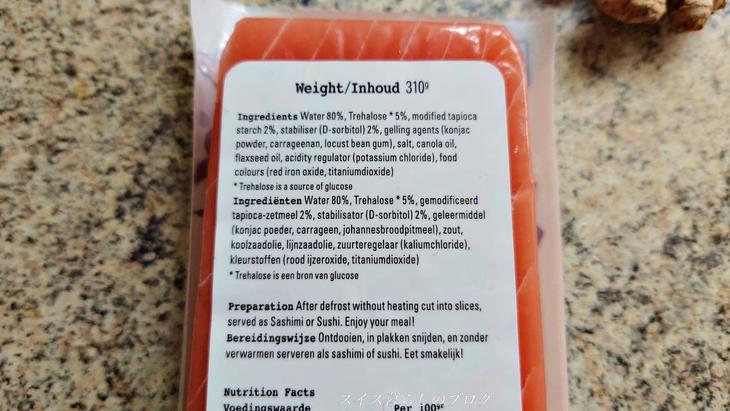 Weight/Inhoud 310g
Ingredients Water 80%, Trehalose * 5%, modified tapioca
starch 2%, stabiliser (D-sorbitol) 2%, gelling agents (konjac
powder, carrageenan, locust bean gum), salt, canola oil,
flaxseed oil, acidity regulator (potassium chloride), food
colours (red iron oxide, titaniumdioxide)
* Trehalose is a source of glucose
Ingrediënten Water 80%, Trehalose * 5%, gemodificeerd
tapioca-zetmeel 2%, stabilisator (D-sorbitol) 2%, geleermiddel
(konjac poeder, carrageen, johannesbroodpitmeel), zout,
koolzaadolie, lijnzaadolie, zuurteregelaar (kaliumchloride),
kleurstoffen (rood ijzeroxide, titaniumdioxide)
* Trehalose is een bron van glucose
Preparation After defrost without heating cut into slices,
served as Sashimi or Sushi. Enjoy your meal!
Bereidingswijze Ontdooien, in plakken snijden, en zonder
verwarmen serveren als sashimi of sushi. Eet smakelijk!
Nutrition Facts
スイス暮らしのブログ
Voedingswaarde Per 100gr